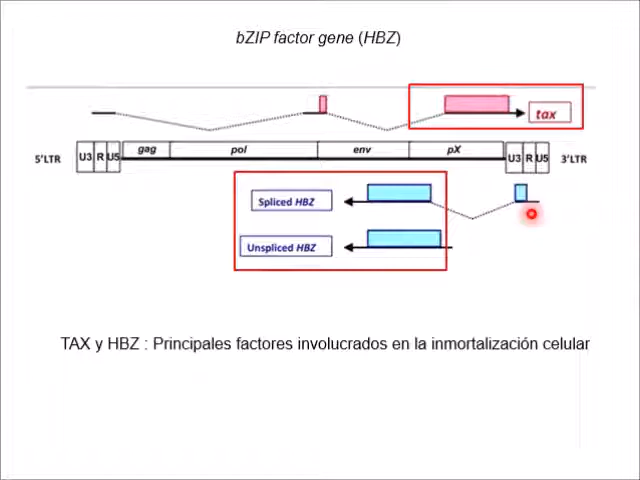 bZIP factor gene (HBZ)
tax
5'LTR U3 R U5 gag pol env pX U3 R U5 3'LTR
Spliced HBZ
Unspliced HBZ
TAX y HBZ : Principales factores involucrados en la inmortalización celular